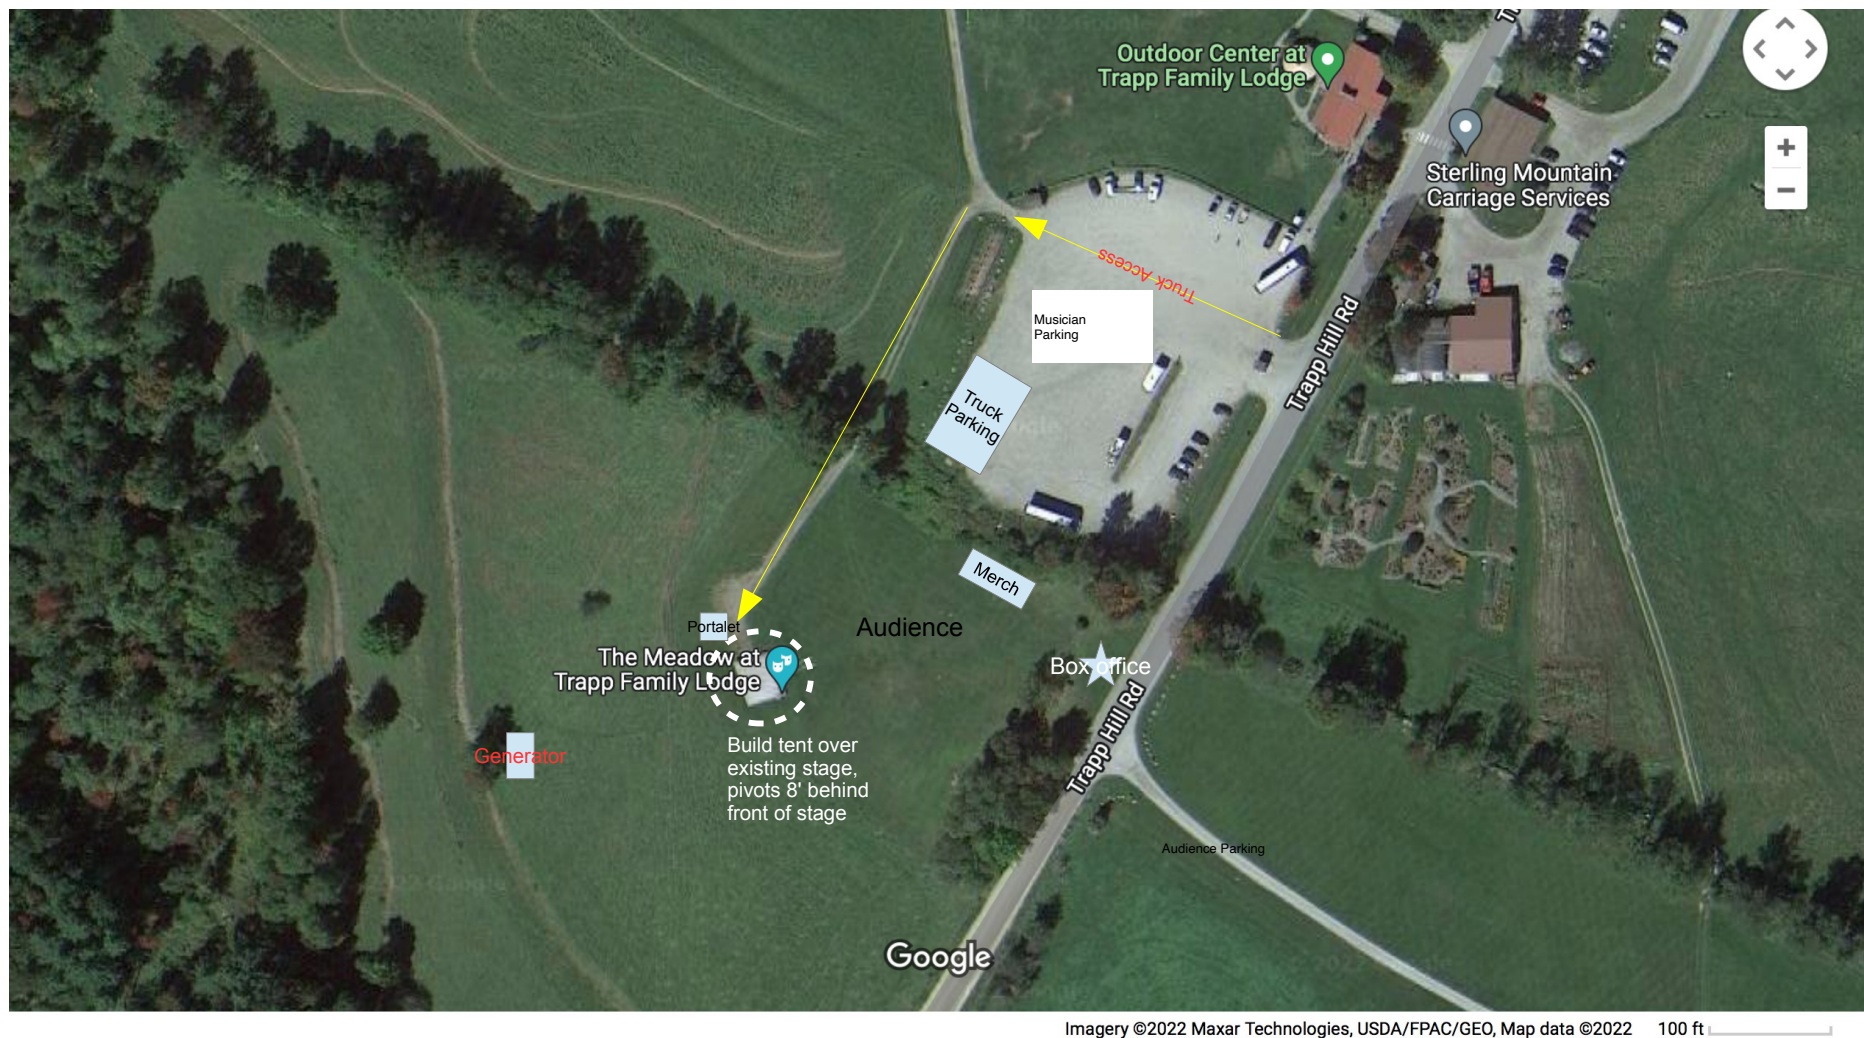 Outdoor Center at
Trapp Family Lodge
Sterling Mountain
Carriage Services
Truck Access
Musician
Parking
Trapp Hill Rd
Truck
Parking
Merch
Portalet
Audience
The Meadow at
Trapp Family Lodge
Box office
Trapp Hill Rd
Generator
Build tent over
existing stage,
pivots 8' behind
front of stage
Audience Parking
Google
Imagery ©2022 Maxar Technologies, USDA/FPAC/GEO, Map data ©2022 100 ft